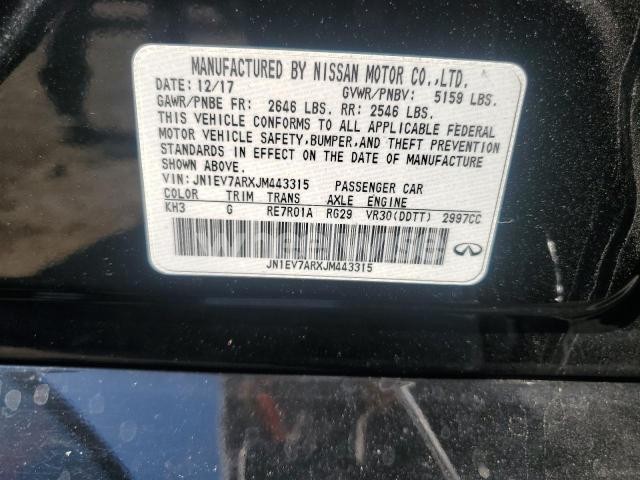 MANUFACTURED BY NISSAN MOTOR CO.,LTD.
DATE: 12/17 GVWR/PNBV: 5159 LBS.
GAWR/PNBE FR: 2646 LBS. RR: 2546 LBS.
THIS VEHICLE CONFORMS TO ALL APPLICABLE FEDERAL
MOTOR VEHICLE SAFETY,BUMPER,AND THEFT PREVENTION
STANDARDS IN EFFECT ON THE DATE OF MANUFACTURE
SHOWN ABOVE.
VIN: JN1EV7ARXJM443315 PASSENGER CAR
COLOR TRIM TRANS AXLE ENGINE
KH3 G RE7R01A RG29 VR30(DDTT) 2997CC
JN1EV7ARXJM443315